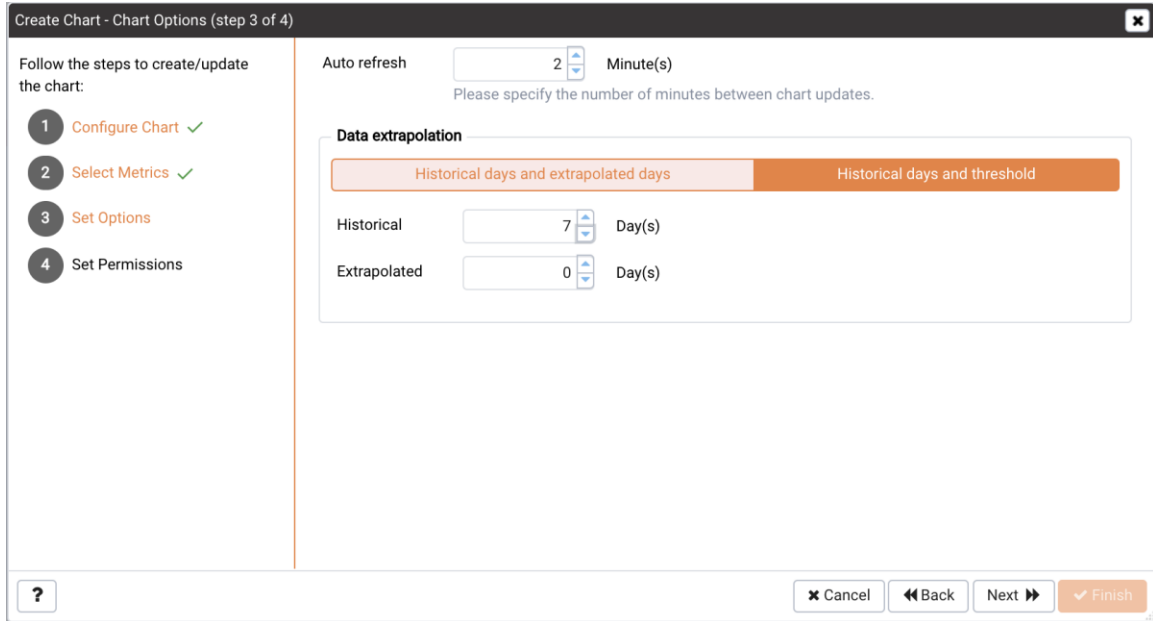 Create Chart - Chart Options (step 3 of 4)
Follow the steps to create/update
the chart:
1 Configure Chart
2 Select Metrics
3 Set Options
4 Set Permissions
Auto refresh 2 Minute(s)
Please specify the number of minutes between chart updates.
Data extrapolation
Historical days and extrapolated days Historical days and threshold
Historical 7 Day(s)
Extrapolated 0 Day(s)
? Cancel Back Next Finish